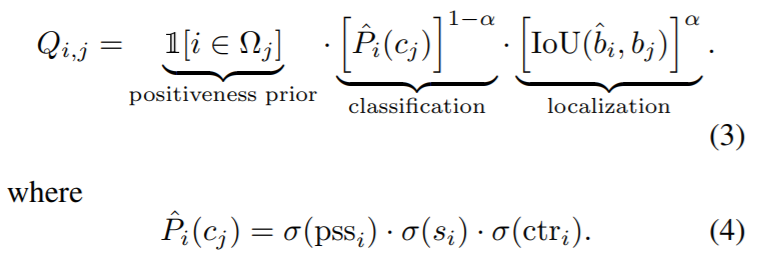 Q_{i,j} = 𝟙[i ∈ Ω_j] · [P̂_i(c_j)]^{1−α} · [IoU(b̂_i, b_j)]^α .
positiveness prior classification localization
(3)
where
P̂_i(c_j) = σ(pss_i) · σ(s_i) · σ(ctr_i). (4)